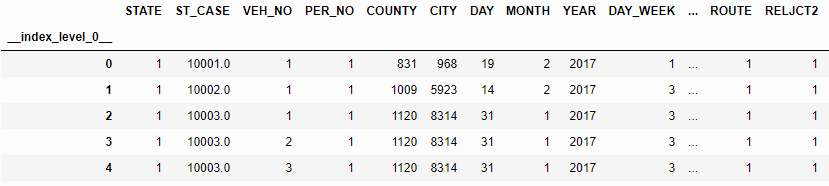 STATE ST_CASE VEH_NO PER_NO COUNTY CITY DAY MONTH YEAR DAY_WEEK ... ROUTE RELJCT2
__index_level_0__
0 1 10001.0 1 1 831 968 19 2 2017 1 ... 1 1
1 1 10002.0 1 1 1009 5923 14 2 2017 3 ... 1 1
2 1 10003.0 1 1 1120 8314 31 1 2017 3 ... 1 1
3 1 10003.0 2 1 1120 8314 31 1 2017 3 ... 1 1
4 1 10003.0 3 1 1120 8314 31 1 2017 3 ... 1 1